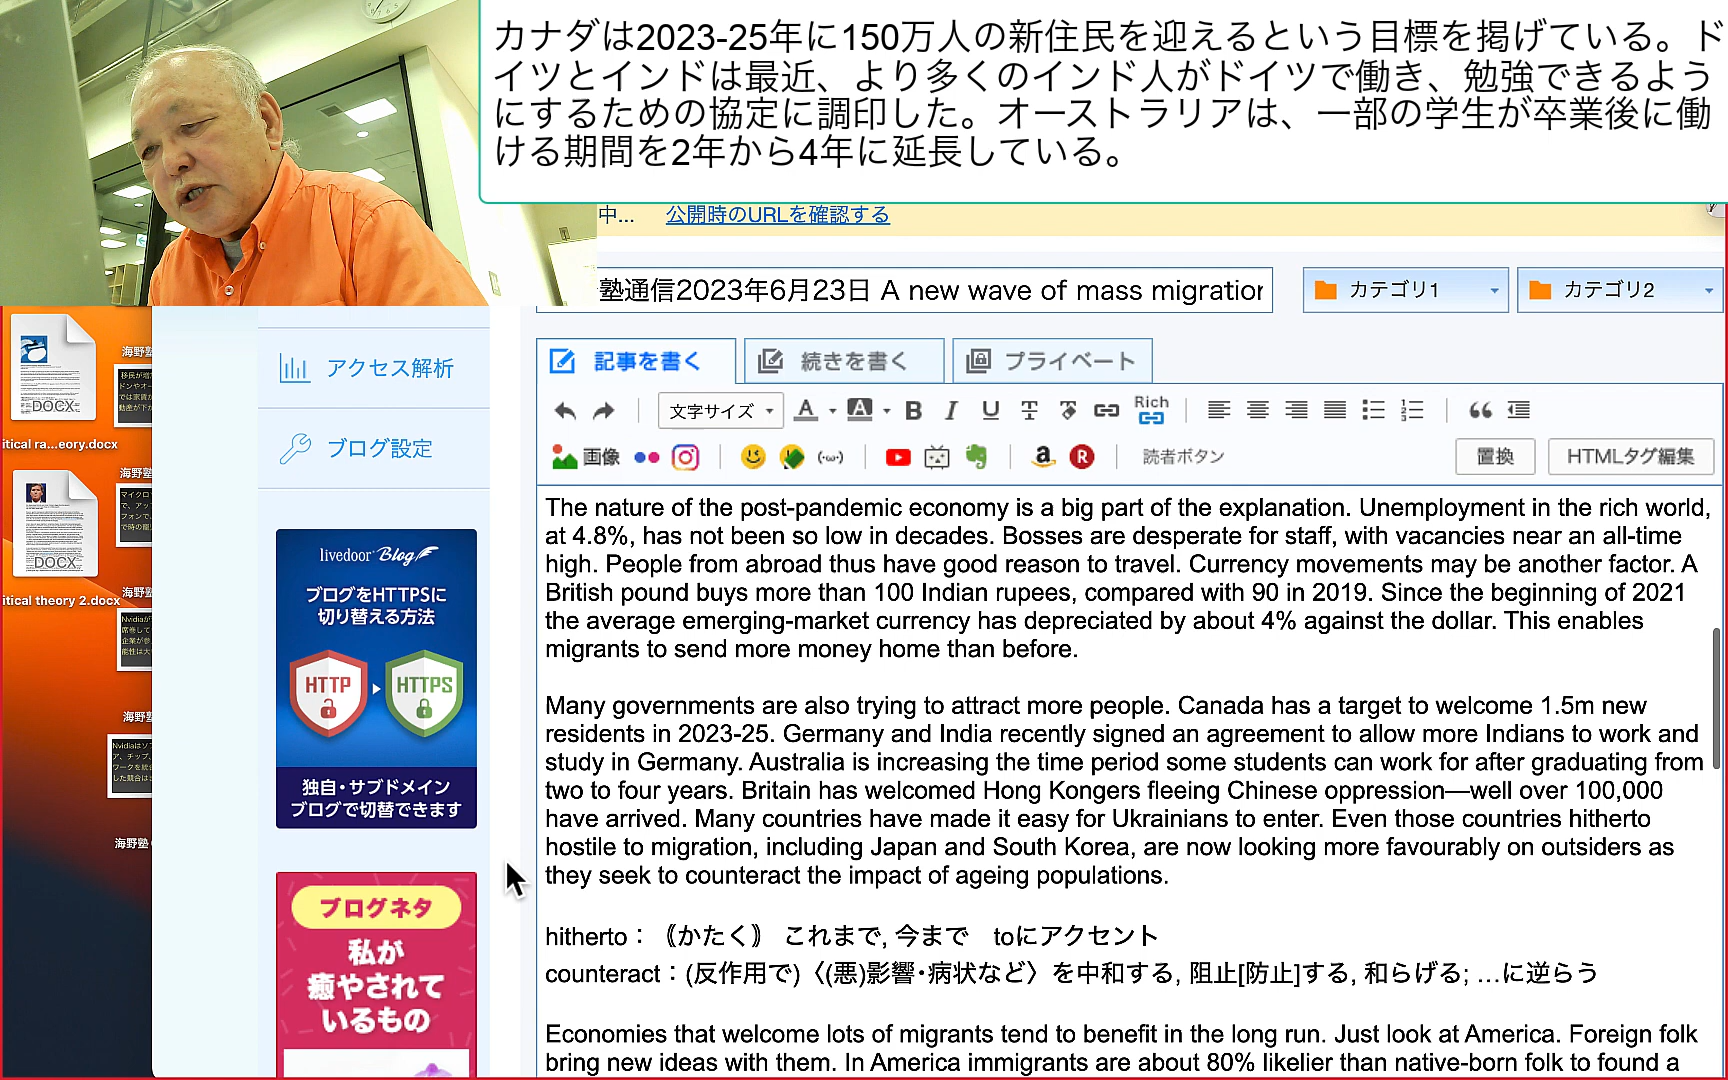 カナダは2023-25年に150万人の新住民を迎えるという目標を掲げている。ド
イツとインドは最近、より多くのインド人がドイツで働き、勉強できるよう
にするための協定に調印した。オーストラリアは、一部の学生が卒業後に働
ける期間を2年から4年に延長している。
中... 公開時のURLを確認する
塾通信2023年6月23日 A new wave of mass migration
カテゴリ1
カテゴリ2
記事を書く
続きを書く
プライベート
文字サイズ
A
A
B
I
U
T
Rich
画像
読者ボタン
置換
HTMLタグ編集
The nature of the post-pandemic economy is a big part of the explanation. Unemployment in the rich world,
at 4.8%, has not been so low in decades. Bosses are desperate for staff, with vacancies near an all-time
high. People from abroad thus have good reason to travel. Currency movements may be another factor. A
British pound buys more than 100 Indian rupees, compared with 90 in 2019. Since the beginning of 2021
the average emerging-market currency has depreciated by about 4% against the dollar. This enables
migrants to send more money home than before.
Many governments are also trying to attract more people. Canada has a target to welcome 1.5m new
residents in 2023-25. Germany and India recently signed an agreement to allow more Indians to work and
study in Germany. Australia is increasing the time period some students can work for after graduating from
two to four years. Britain has welcomed Hong Kongers fleeing Chinese oppression—well over 100,000
have arrived. Many countries have made it easy for Ukrainians to enter. Even those countries hitherto
hostile to migration, including Japan and South Korea, are now looking more favourably on outsiders as
they seek to counteract the impact of ageing populations.
hitherto：⦅かたく⦆ これまで, 今まで　toにアクセント
counteract：(反作用で)〈(悪)影響･病状など〉を中和する, 阻止[防止]する, 和らげる; …に逆らう
Economies that welcome lots of migrants tend to benefit in the long run. Just look at America. Foreign folk
bring new ideas with them. In America immigrants are about 80% likelier than native-born folk to found a
アクセス解析
ブログ設定
livedoor Blog
ブログをHTTPSに
切り替える方法
HTTP
HTTPS
独自･サブドメイン
ブログで切替できます
ブログネタ
私が
癒やされて
いるもの
DOCX
itical ra...eory.docx
DOCX
itical theory 2.docx
海野塾
海野塾
海野塾
海野塾
海野塾